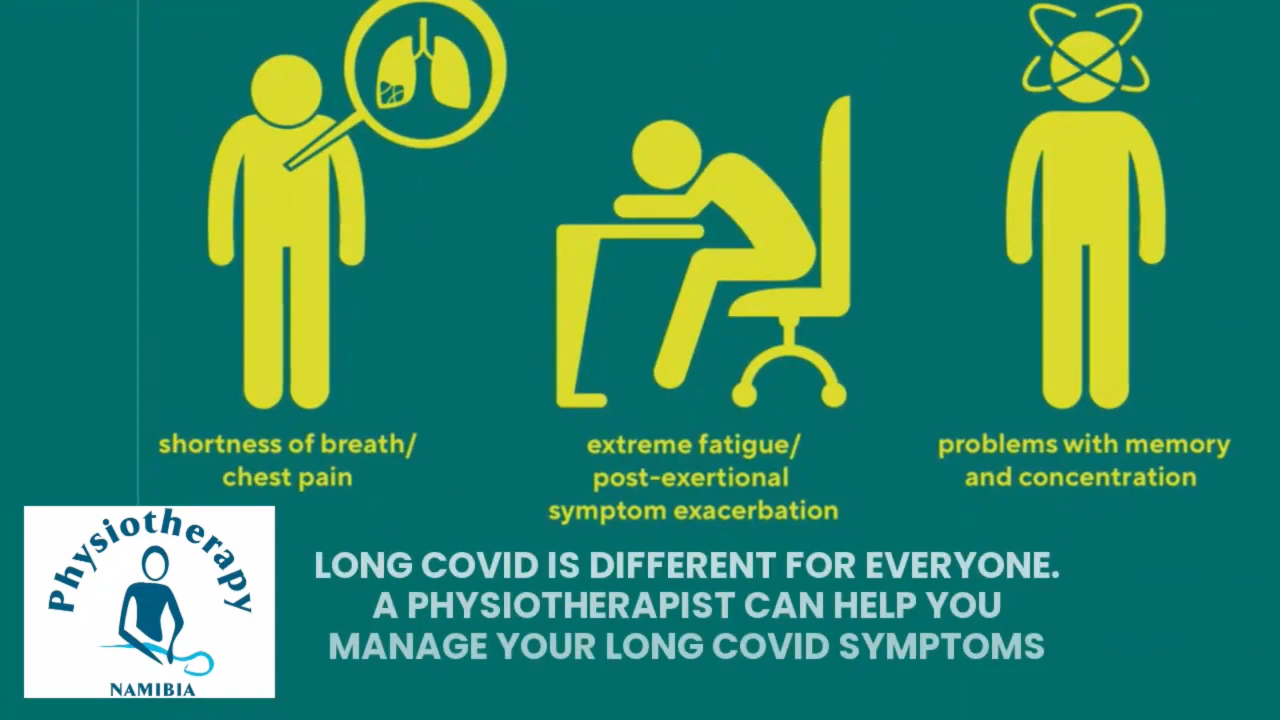 shortness of breath/
chest pain
extreme fatigue/
post-exertional
symptom exacerbation
problems with memory
and concentration
Physiotherapy
NAMIBIA
LONG COVID IS DIFFERENT FOR EVERYONE.
A PHYSIOTHERAPIST CAN HELP YOU
MANAGE YOUR LONG COVID SYMPTOMS